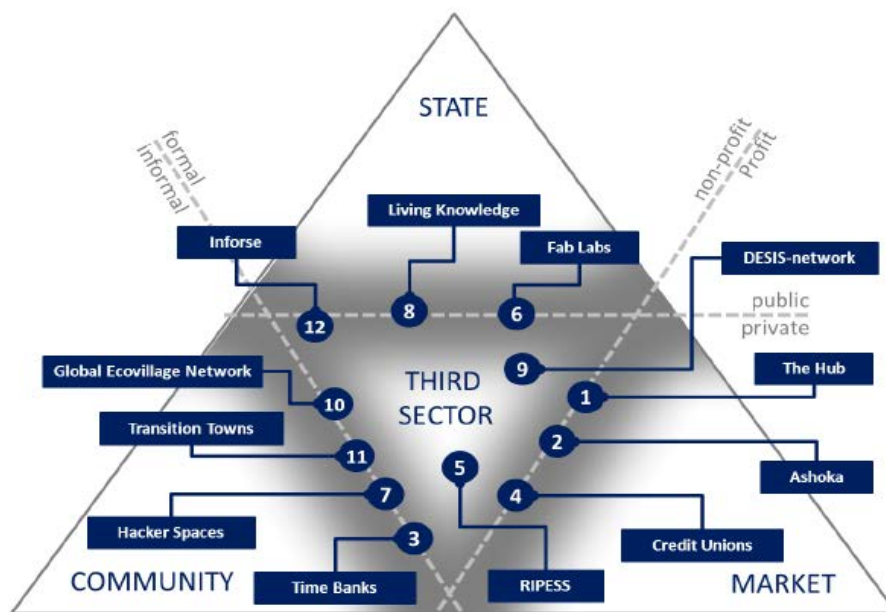 STATE
formal
informal
non-profit
Profit
Living Knowledge
Inforse
Fab Labs
DESIS-network
public
private
12
8
6
9
THIRD
SECTOR
Global Ecovillage Network
The Hub
10
1
Transition Towns
11
2
5
Ashoka
7
4
Hacker Spaces
3
Credit Unions
COMMUNITY
Time Banks
RIPESS
MARKET